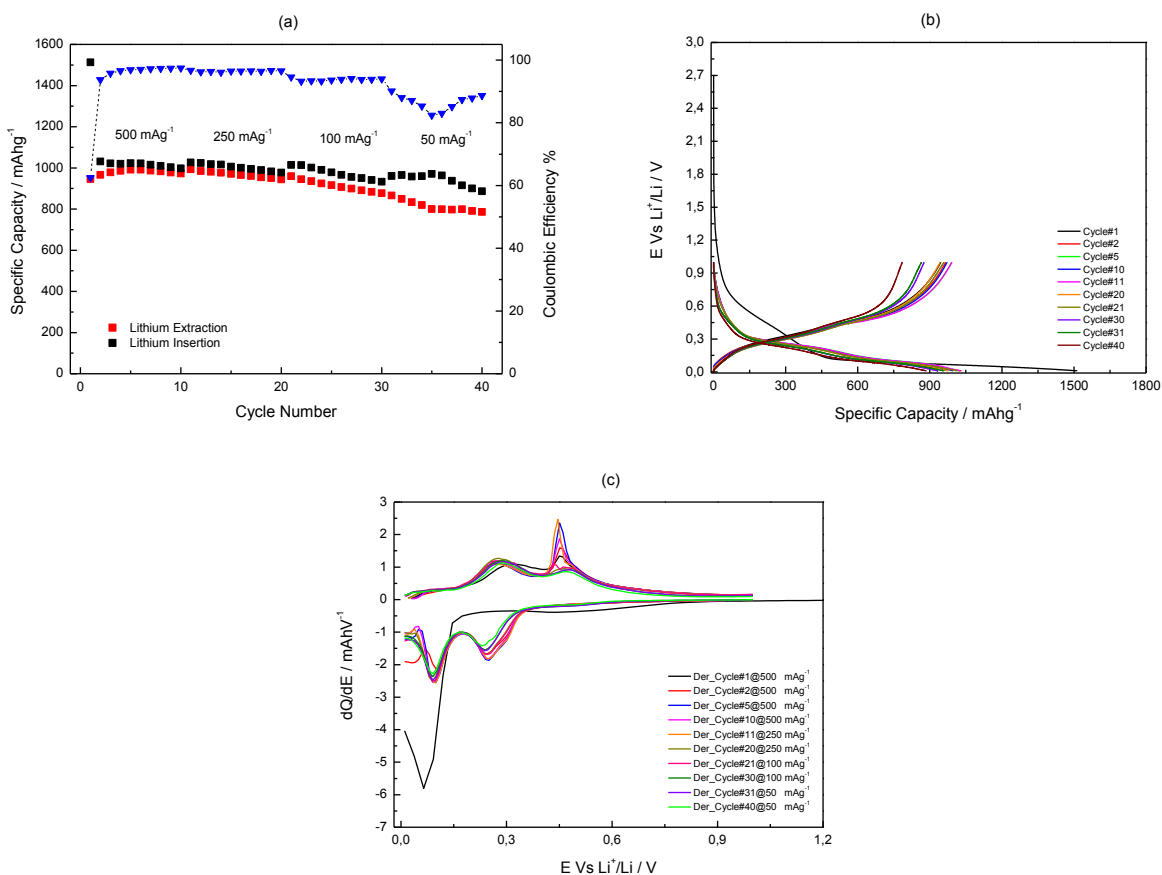 (a)
1600
1400
1200
1000
800
600
400
200
0
Specific Capacity / mAhg⁻¹
500 mAg⁻¹
250 mAg⁻¹
100 mAg⁻¹
50 mAg⁻¹
Lithium Extraction
Lithium Insertion
0
10
20
30
40
Cycle Number
100
80
60
40
20
0
Coulombic Efficiency %
(b)
3,0
2,7
2,4
2,1
1,8
1,5
1,2
0,9
0,6
0,3
0,0
E Vs Li⁺/Li / V
Cycle#1
Cycle#2
Cycle#5
Cycle#10
Cycle#11
Cycle#20
Cycle#21
Cycle#30
Cycle#31
Cycle#40
0
300
600
900
1200
1500
1800
Specific Capacity / mAhg⁻¹
(c)
3
2
1
0
-1
-2
-3
-4
-5
-6
-7
dQ/dE / mAhV⁻¹
Der_Cycle#1@500 mAg⁻¹
Der_Cycle#2@500 mAg⁻¹
Der_Cycle#5@500 mAg⁻¹
Der_Cycle#10@500 mAg⁻¹
Der_Cycle#11@250 mAg⁻¹
Der_Cycle#20@250 mAg⁻¹
Der_Cycle#21@100 mAg⁻¹
Der_Cycle#30@100 mAg⁻¹
Der_Cycle#31@50 mAg⁻¹
Der_Cycle#40@50 mAg⁻¹
0,0
0,3
0,6
0,9
1,2
E Vs Li⁺/Li / V